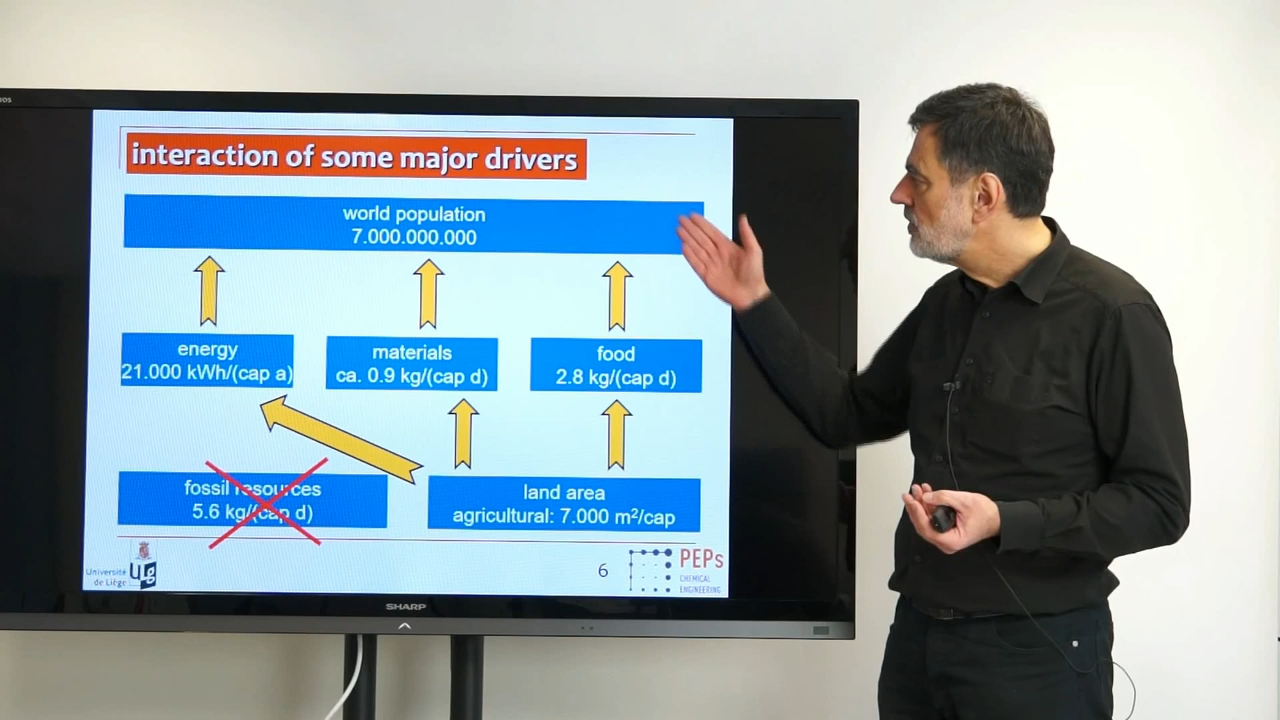 interaction of some major drivers
world population
7.000.000.000
energy
21.000 kWh/(cap a)
materials
ca. 0.9 kg/(cap d)
food
2.8 kg/(cap d)
fossil resources
5.6 kg/(cap d)
land area
agricultural: 7.000 m²/cap
Université
de Liège
ULg
6
PEPs
CHEMICAL
ENGINEERING
SHARP